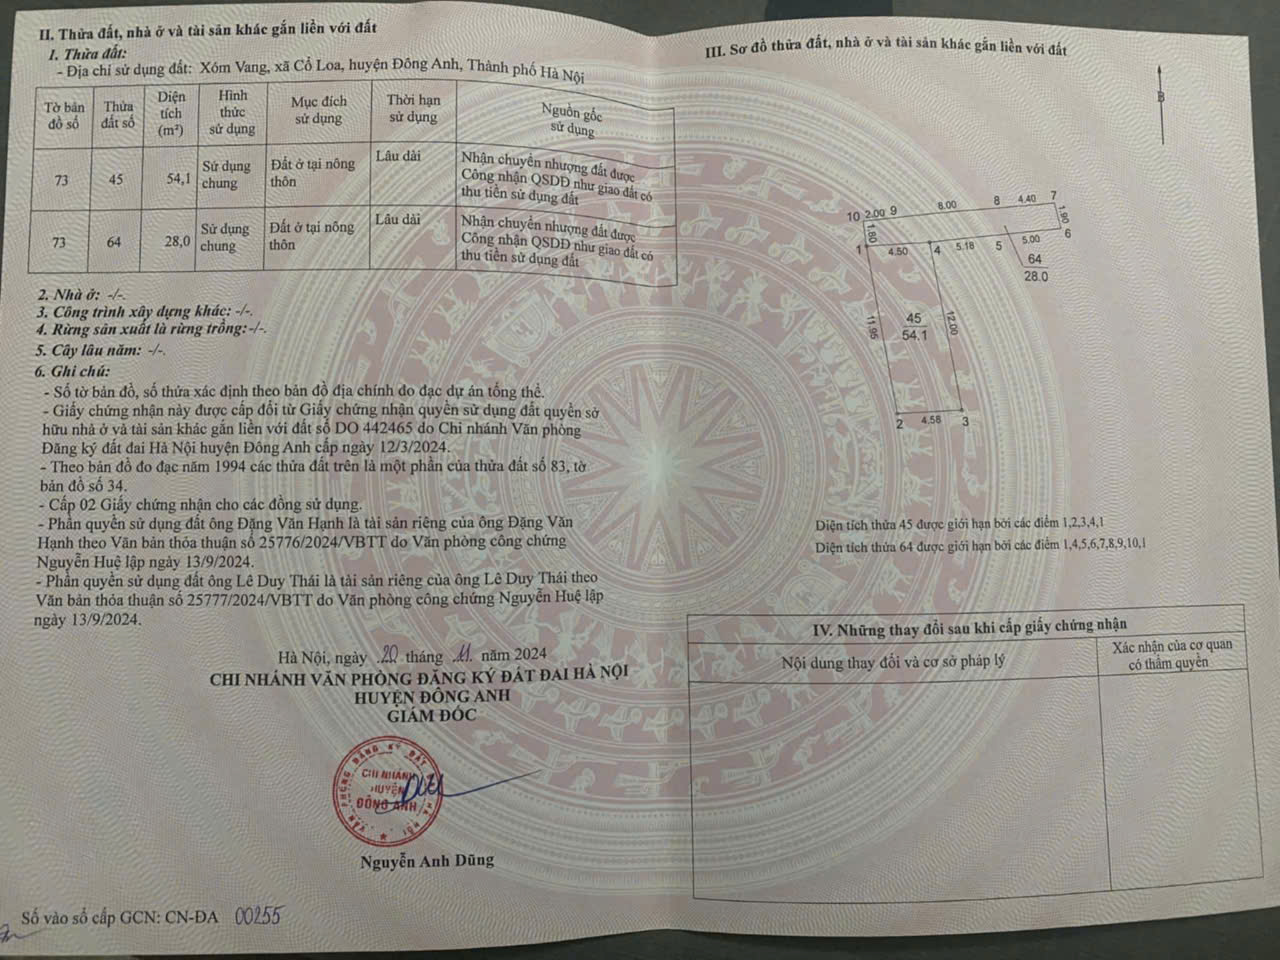 II. Thửa đất, nhà ở và tài sản khác gắn liền với đất
1. Thửa đất:
- Địa chỉ sử dụng đất: Xóm Vang, xã Cổ Loa, huyện Đông Anh, Thành phố Hà Nội
Tờ bản đồ số
Thửa đất số
Diện tích (m²)
Hình thức sử dụng
Mục đích sử dụng
Thời hạn sử dụng
Nguồn gốc sử dụng
73
45
54,1
Sử dụng chung
Đất ở tại nông thôn
Lâu dài
Nhận chuyển nhượng đất được
Công nhận QSDĐ như giao đất có
thu tiền sử dụng đất
73
64
28,0
Sử dụng chung
Đất ở tại nông thôn
Lâu dài
Nhận chuyển nhượng đất được
Công nhận QSDĐ như giao đất có
thu tiền sử dụng đất
2. Nhà ở: -/-.
3. Công trình xây dựng khác: -/-.
4. Rừng sản xuất là rừng trồng:-/-.
5. Cây lâu năm: -/-.
6. Ghi chú:
- Số tờ bản đồ, số thửa xác định theo bản đồ địa chính đo đạc dự án tổng thể.
- Giấy chứng nhận này được cấp đổi từ Giấy chứng nhận quyền sử dụng đất quyền sở
hữu nhà ở và tài sản khác gắn liền với đất số DO 442465 do Chi nhánh Văn phòng
Đăng ký đất đai Hà Nội huyện Đông Anh cấp ngày 12/3/2024.
- Theo bản đồ đo đạc năm 1994 các thửa đất trên là một phần của thửa đất số 83, tờ
bản đồ số 34.
- Cấp 02 Giấy chứng nhận cho các đồng sử dụng.
- Phần quyền sử dụng đất ông Đặng Văn Hạnh là tài sản riêng của ông Đặng Văn
Hạnh theo Văn bản thỏa thuận số 25776/2024/VBTT do Văn phòng công chứng
Nguyễn Huệ lập ngày 13/9/2024.
- Phần quyền sử dụng đất ông Lê Duy Thái là tài sản riêng của ông Lê Duy Thái theo
Văn bản thỏa thuận số 25777/2024/VBTT do Văn phòng công chứng Nguyễn Huệ lập
ngày 13/9/2024.
Hà Nội, ngày 20 tháng 11 năm 2024
CHI NHÁNH VĂN PHÒNG ĐĂNG KÝ ĐẤT ĐAI HÀ NỘI
HUYỆN ĐÔNG ANH
GIÁM ĐỐC
VĂN PHÒNG ĐĂNG KÝ ĐẤT ĐAI HÀ NỘI
CHI NHÁNH
HUYỆN
ĐÔNG ANH
Nguyễn Anh Dũng
Số vào sổ cấp GCN: CN-ĐA 00255
III. Sơ đồ thửa đất, nhà ở và tài sản khác gắn liền với đất
B
10 2.00 9 8.00 8 4.40 7
1.80
1.90
1 4.50 4 5.18 5 5.00 6
64
28.0
11.95
45
54.1
12.00
2 4.58 3
Diện tích thửa 45 được giới hạn bởi các điểm 1,2,3,4,1
Diện tích thửa 64 được giới hạn bởi các điểm 1,4,5,6,7,8,9,10,1
IV. Những thay đổi sau khi cấp giấy chứng nhận
Nội dung thay đổi và cơ sở pháp lý
Xác nhận của cơ quan
có thẩm quyền